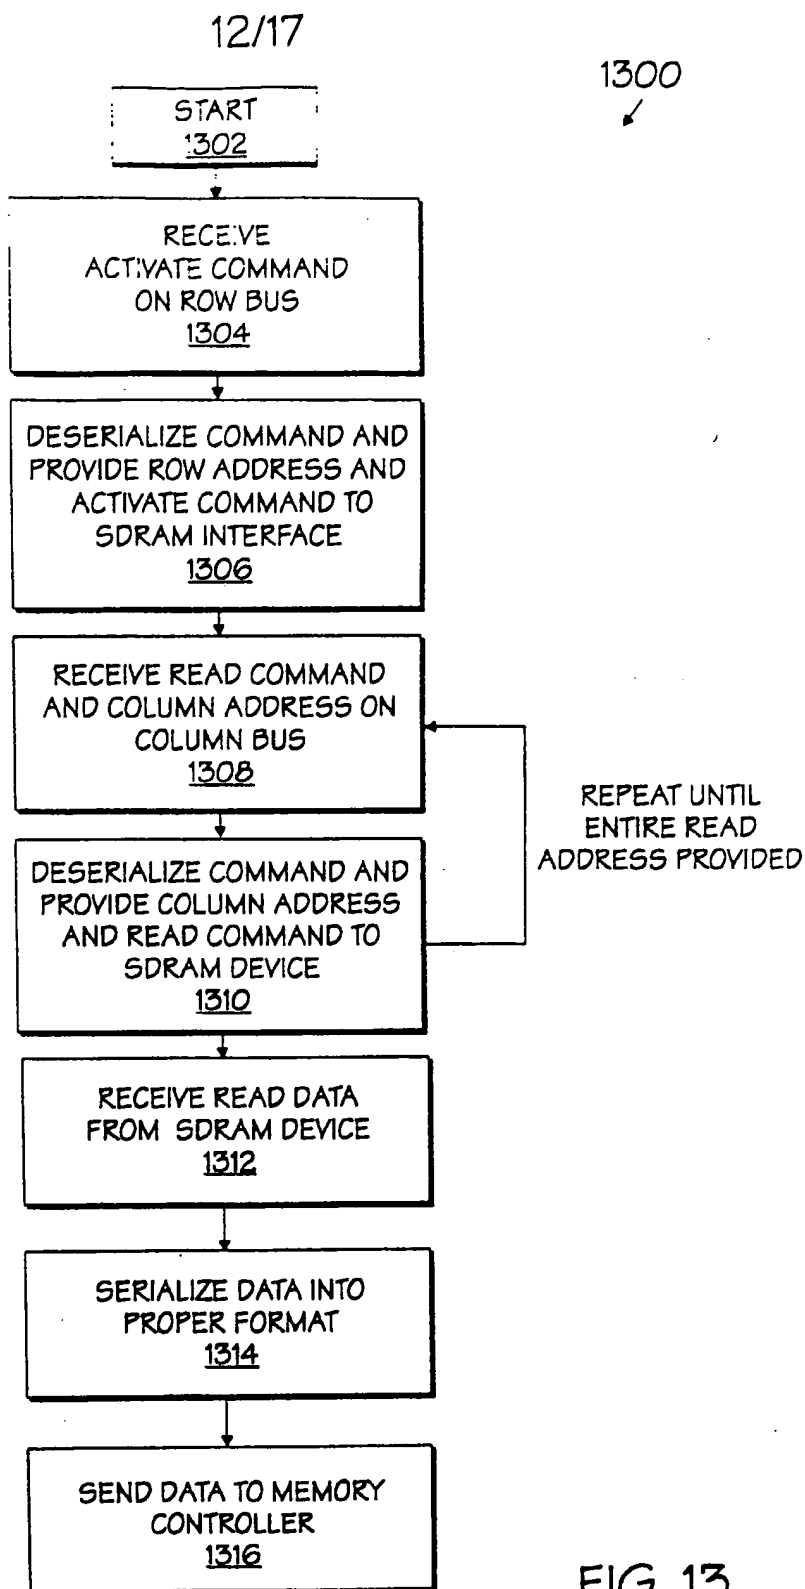 12/17
1300
START
1302
RECEIVE
ACTIVATE COMMAND
ON ROW BUS
1304
DESERIALIZE COMMAND AND
PROVIDE ROW ADDRESS AND
ACTIVATE COMMAND TO
SDRAM INTERFACE
1306
RECEIVE READ COMMAND
AND COLUMN ADDRESS ON
COLUMN BUS
1308
REPEAT UNTIL
ENTIRE READ
ADDRESS PROVIDED
DESERIALIZE COMMAND AND
PROVIDE COLUMN ADDRESS
AND READ COMMAND TO
SDRAM DEVICE
1310
RECEIVE READ DATA
FROM SDRAM DEVICE
1312
SERIALIZE DATA INTO
PROPER FORMAT
1314
SEND DATA TO MEMORY
CONTROLLER
1316
FIG. 13